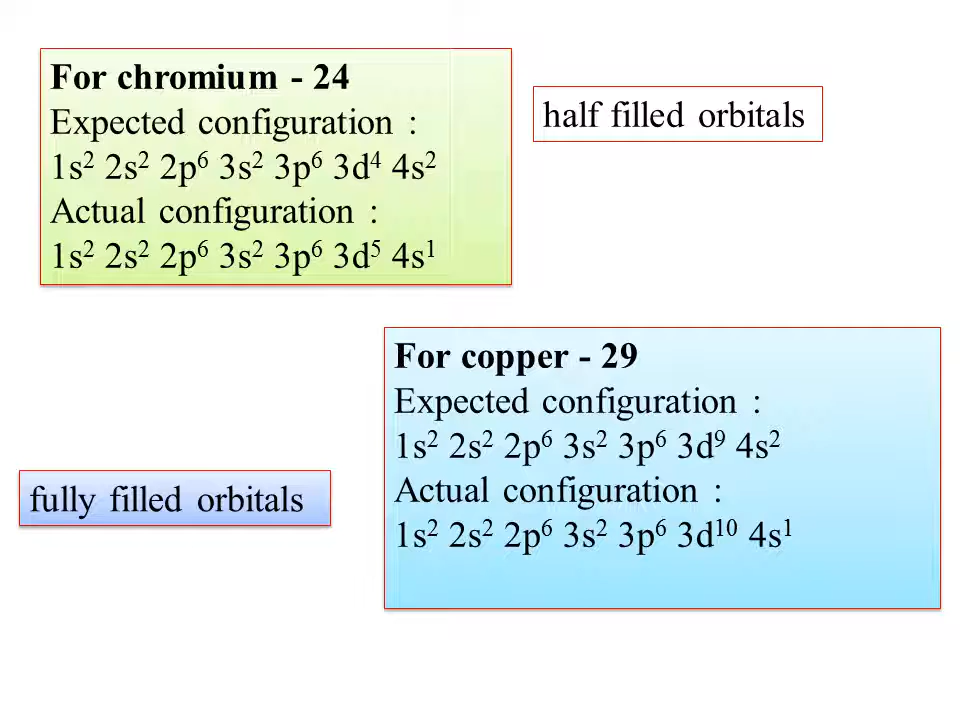 For chromium - 24
Expected configuration :
1s² 2s² 2p⁶ 3s² 3p⁶ 3d⁴ 4s²
Actual configuration :
1s² 2s² 2p⁶ 3s² 3p⁶ 3d⁵ 4s¹
half filled orbitals
For copper - 29
Expected configuration :
1s² 2s² 2p⁶ 3s² 3p⁶ 3d⁹ 4s²
Actual configuration :
1s² 2s² 2p⁶ 3s² 3p⁶ 3d¹⁰ 4s¹
fully filled orbitals